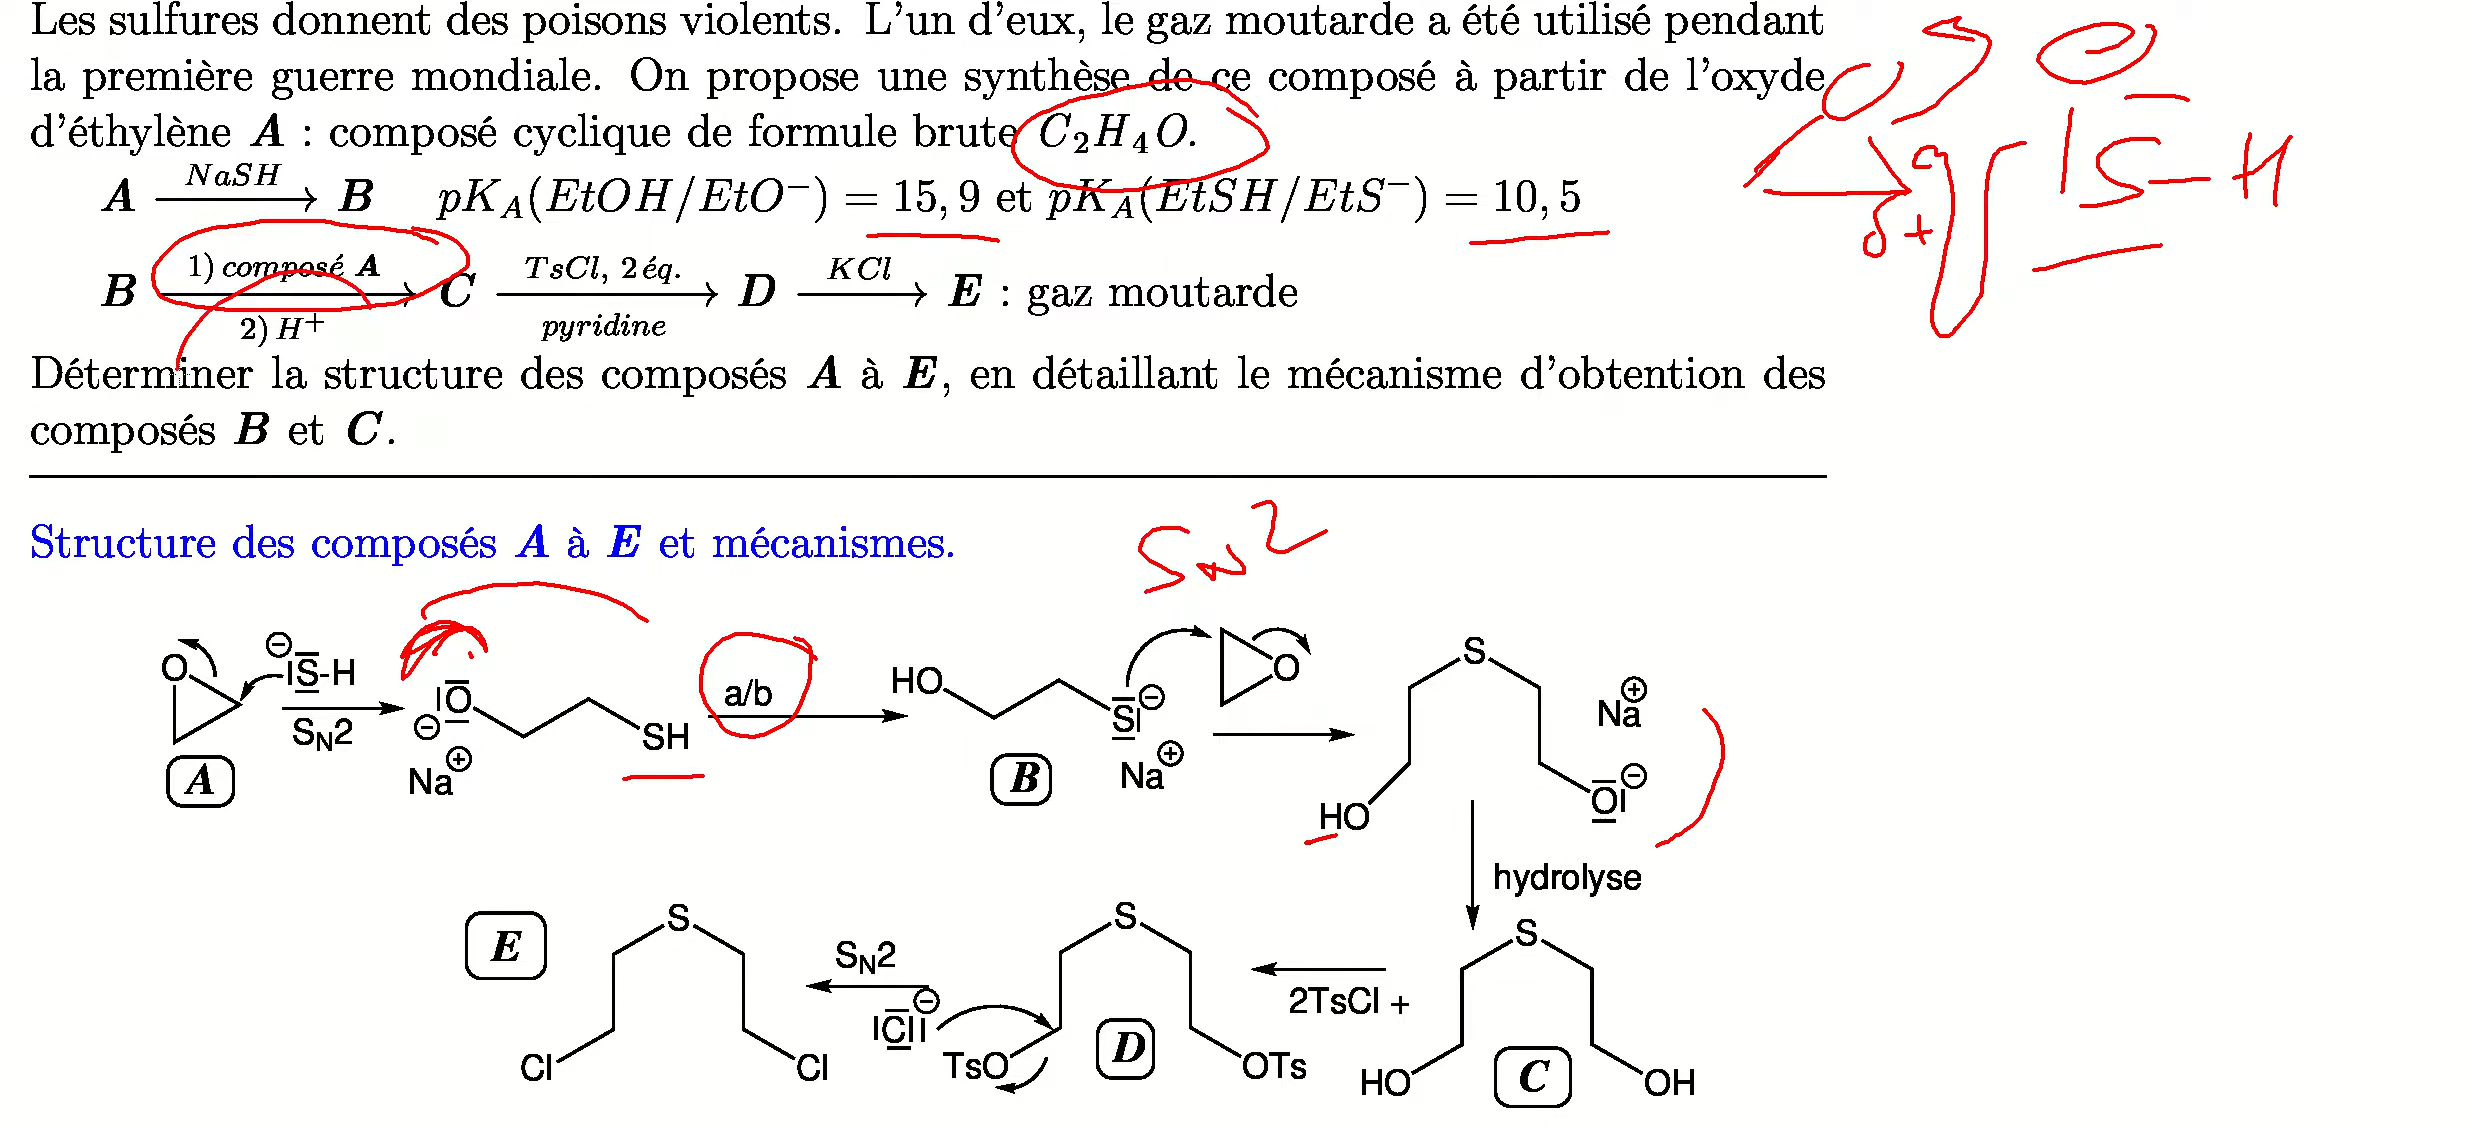 Les sulfures donnent des poisons violents. L'un d'eux, le gaz moutarde a été utilisé pendant
la première guerre mondiale. On propose une synthèse de ce composé à partir de l'oxyde
d'éthylène A : composé cyclique de formule brute C₂H₄O.
O
δ+
|S-H
NaSH
A → B pK_A(EtOH/EtO⁻) = 15,9 et pK_A(EtSH/EtS⁻) = 10,5
1) composé A TsCl, 2 éq. KCl
B → C → D → E : gaz moutarde
2) H⁺ pyridine
Déterminer la structure des composés A à E, en détaillant le mécanisme d'obtention des
composés B et C.
Structure des composés A à E et mécanismes.
SN2
O ⊖ |S-H
S_N2
A
|O ⊖ SH
Na⊕
a/b
HO S| ⊖
B Na⊕
O
S
Na⊕
HO O| ⊖
hydrolyse
S
HO OH
C
2TsCl +
S
TsO OTs
D
S_N2
|Cl| ⊖
S
Cl Cl
E